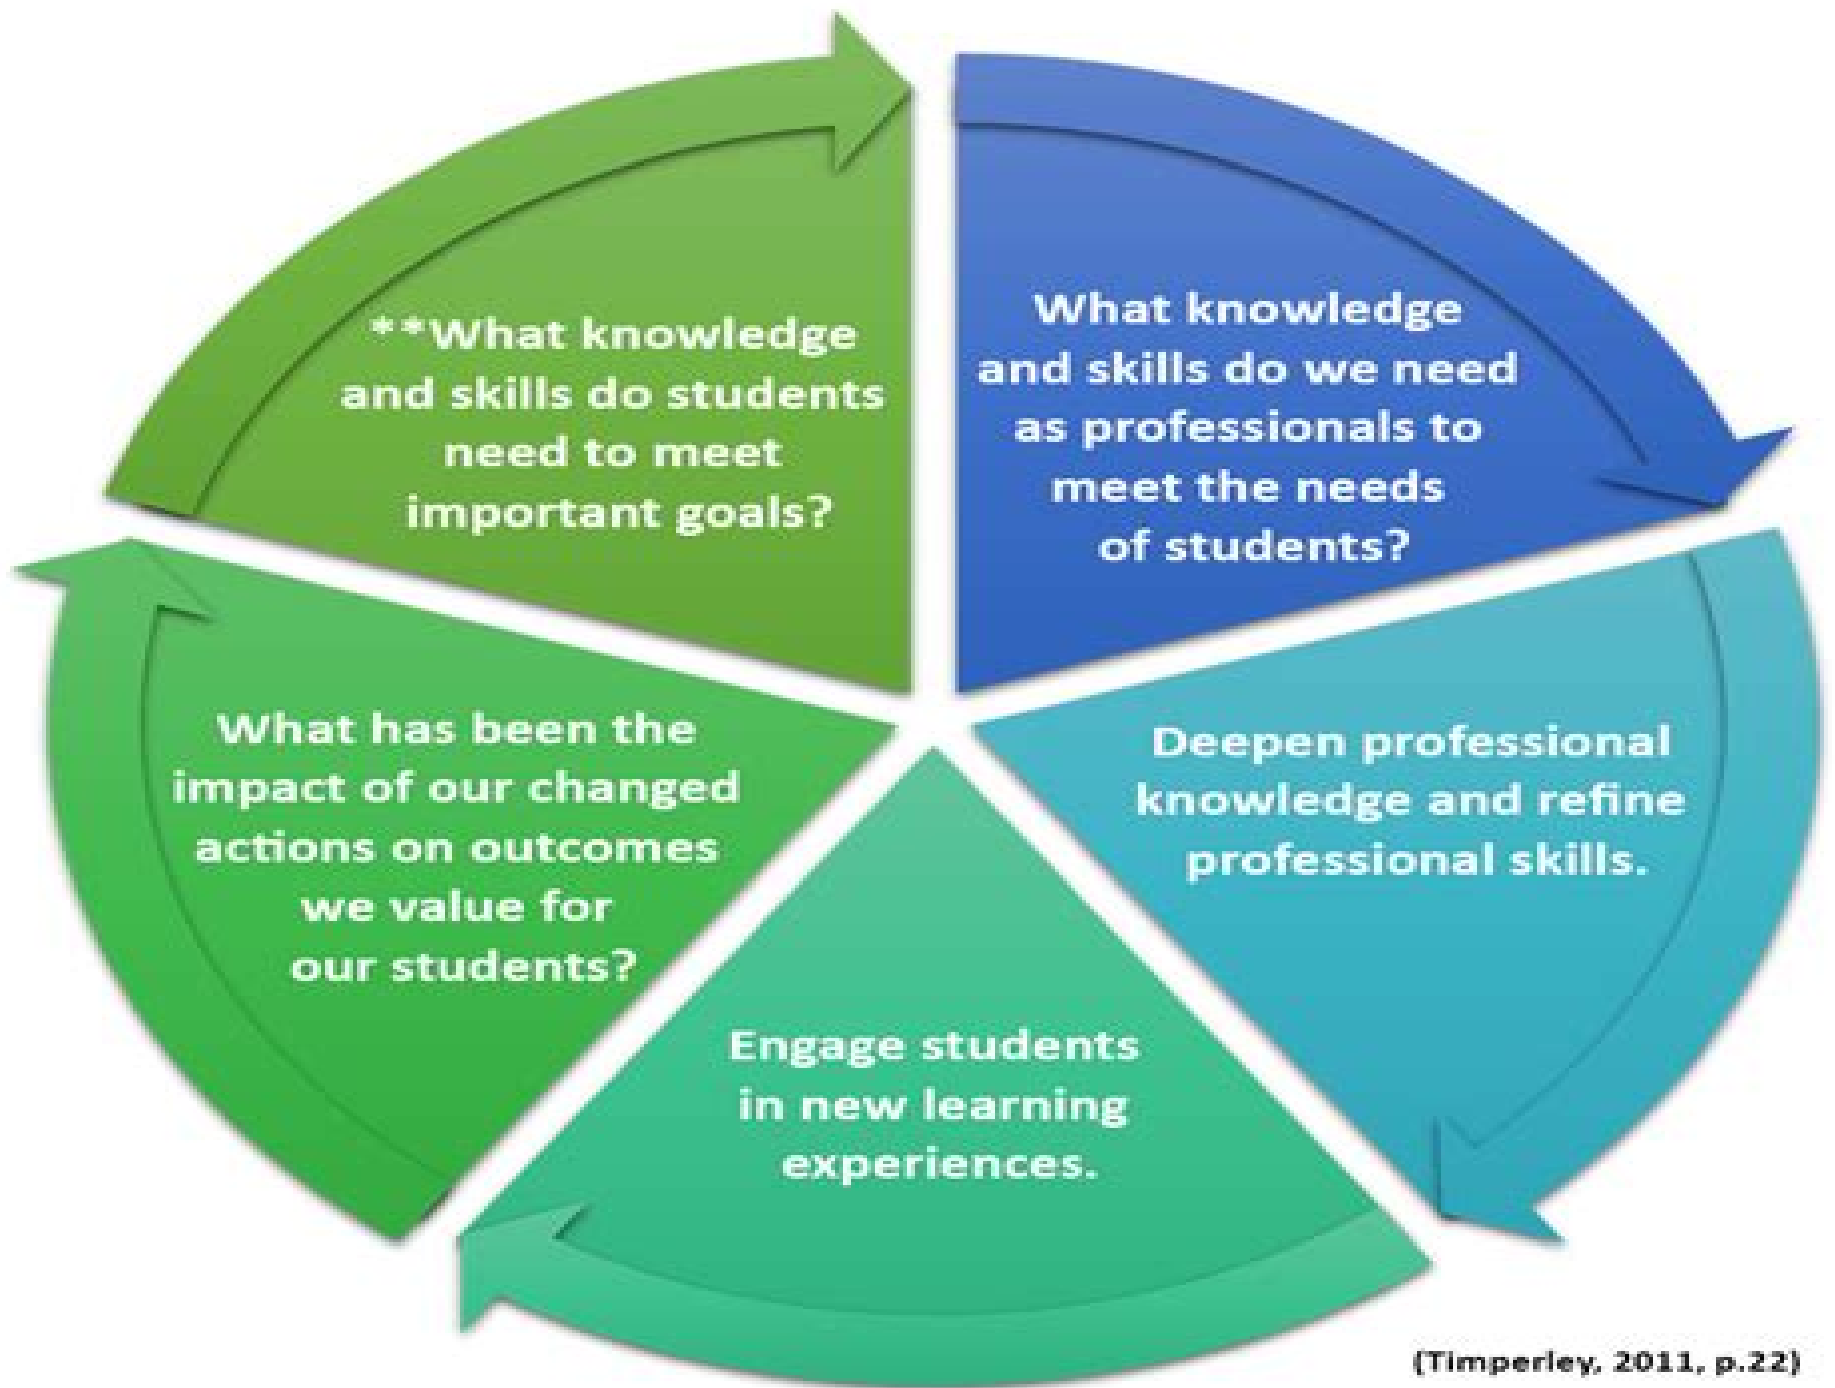 **What knowledge
and skills do students
need to meet
important goals?
What knowledge
and skills do we need
as professionals to
meet the needs
of students?
Deepen professional
knowledge and refine
professional skills.
Engage students
in new learning
experiences.
What has been the
impact of our changed
actions on outcomes
we value for
our students?
(Timperley, 2011, p.22)